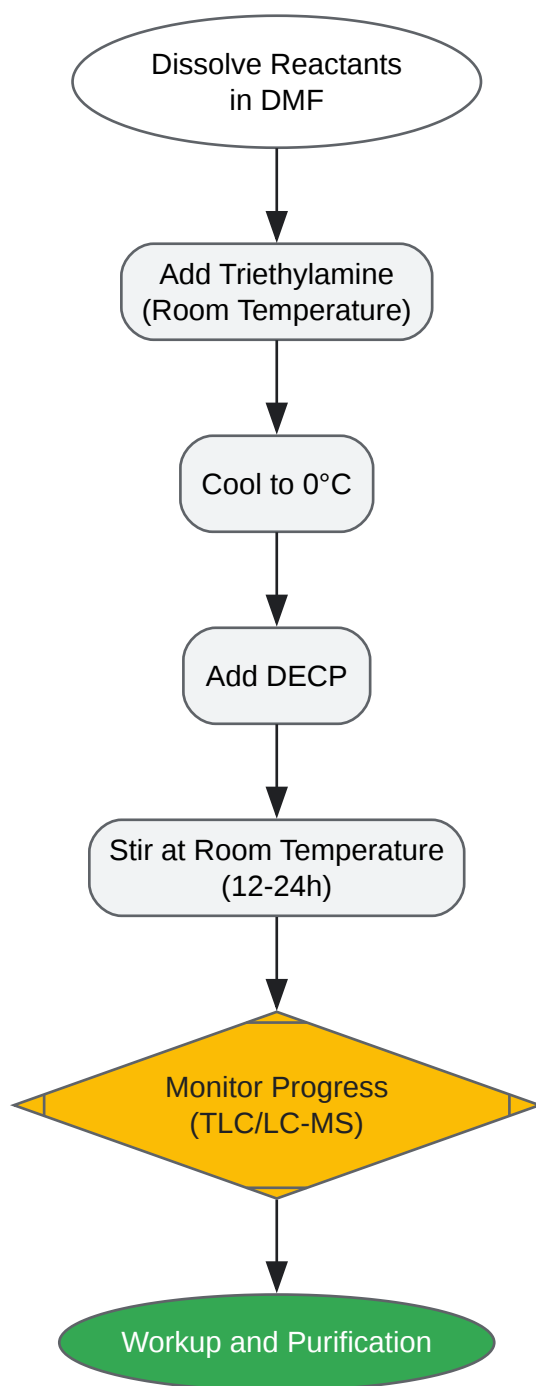 Dissolve Reactants
in DMF
Add Triethylamine
(Room Temperature)
Cool to 0°C
Add DECP
Stir at Room Temperature
(12-24h)
Monitor Progress
(TLC/LC-MS)
Workup and Purification